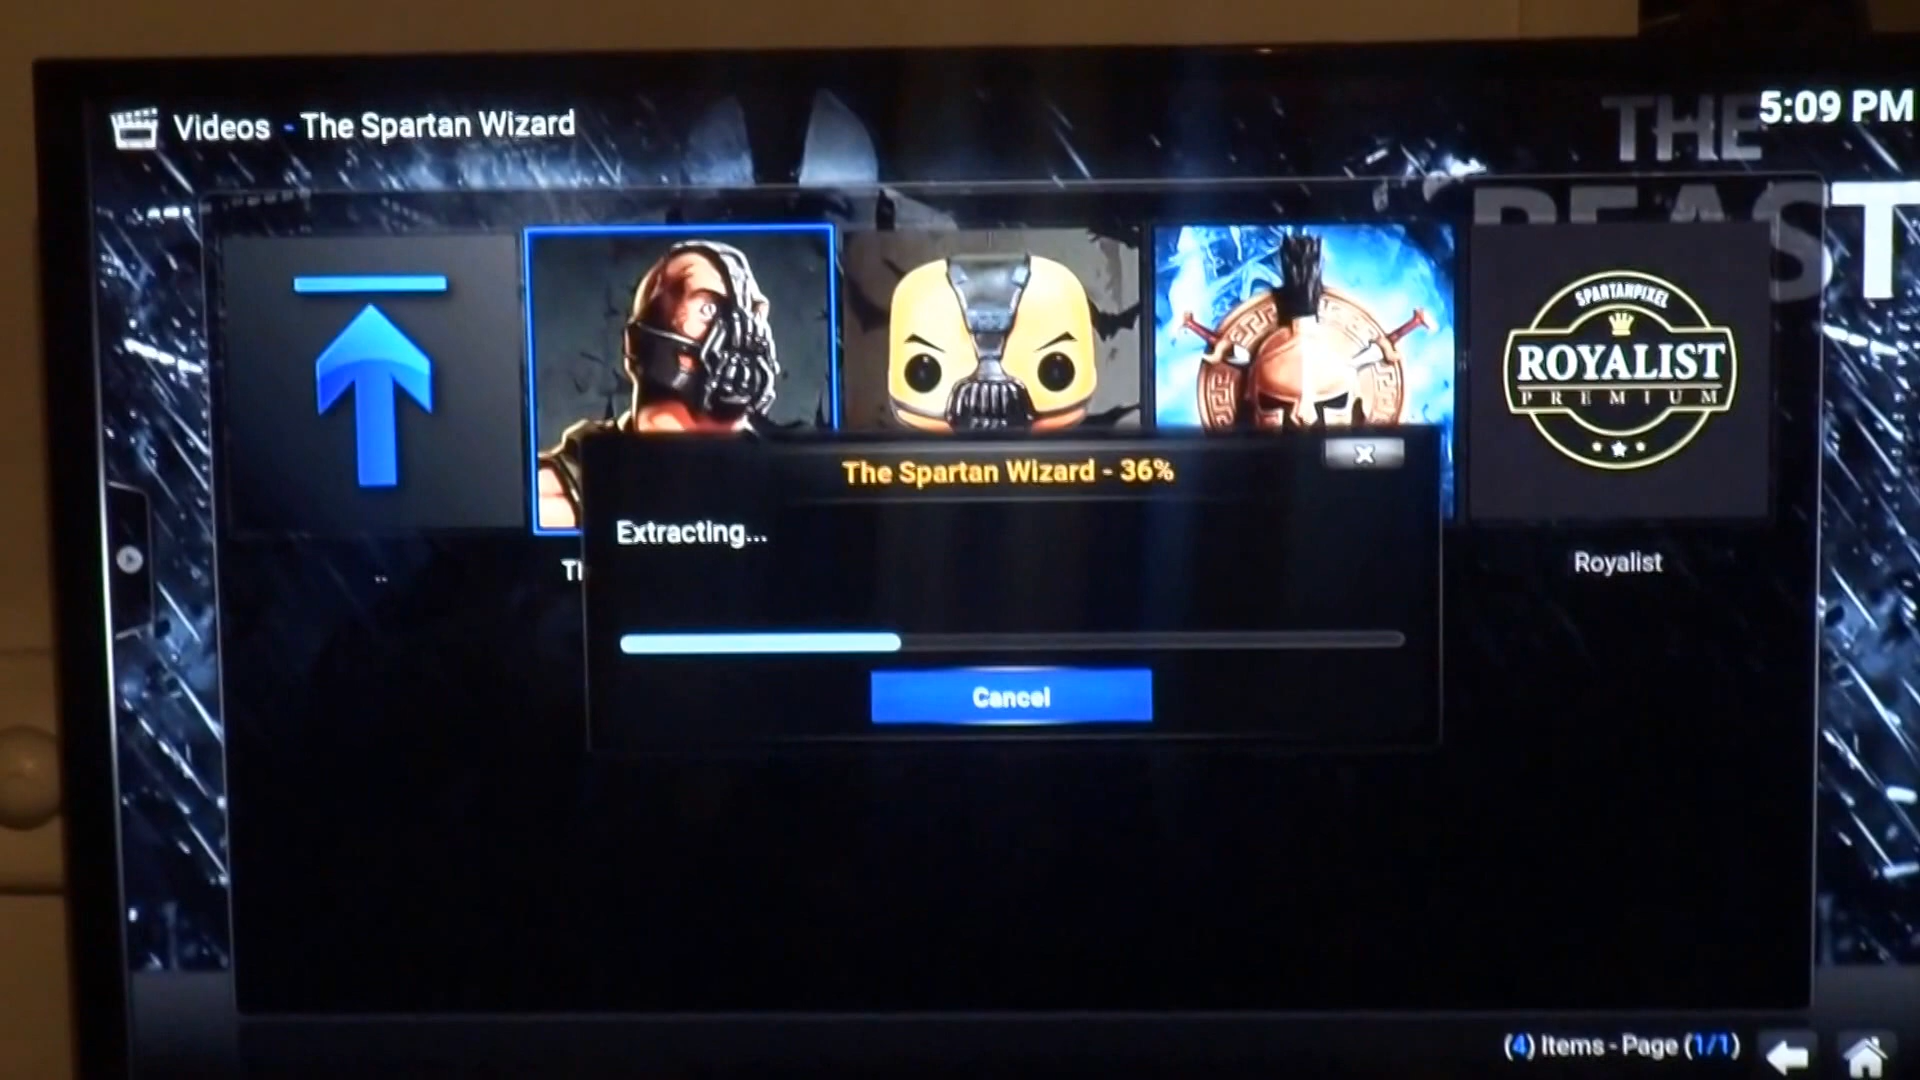 Videos - The Spartan Wizard
5:09 PM
THE
BEAST
SPARTANPIXEL
ROYALIST
PREMIUM
The Spartan Wizard - 36%
Extracting...
..
Royalist
Cancel
(4) Items - Page (1/1)